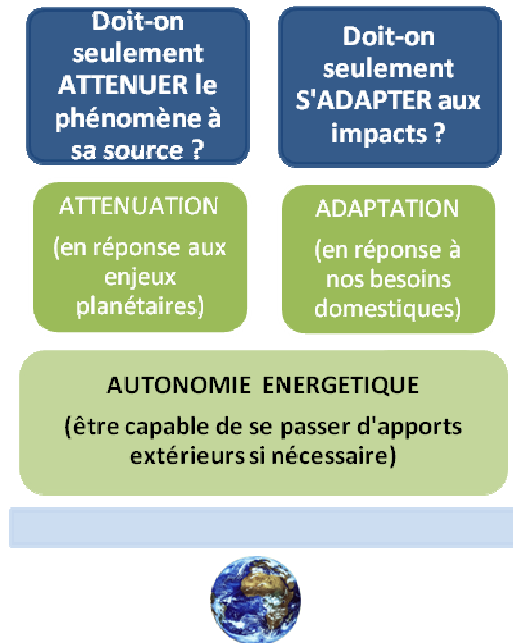 Doit-on
seulement
ATTENUER le
phénomène à
sa source ?
Doit-on
seulement
S'ADAPTER aux
impacts ?
ATTENUATION
(en réponse aux
enjeux
planétaires)
ADAPTATION
(en réponse à
nos besoins
domestiques)
AUTONOMIE ENERGETIQUE
(être capable de se passer d'apports
extérieurs si nécessaire)